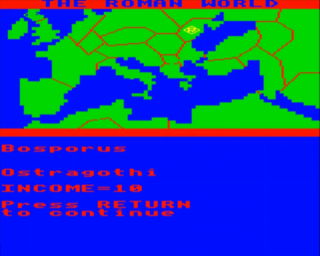 THE ROMAN WORLD
Bosporus
Ostragothi
INCOME=10
Press RETURN
to continue